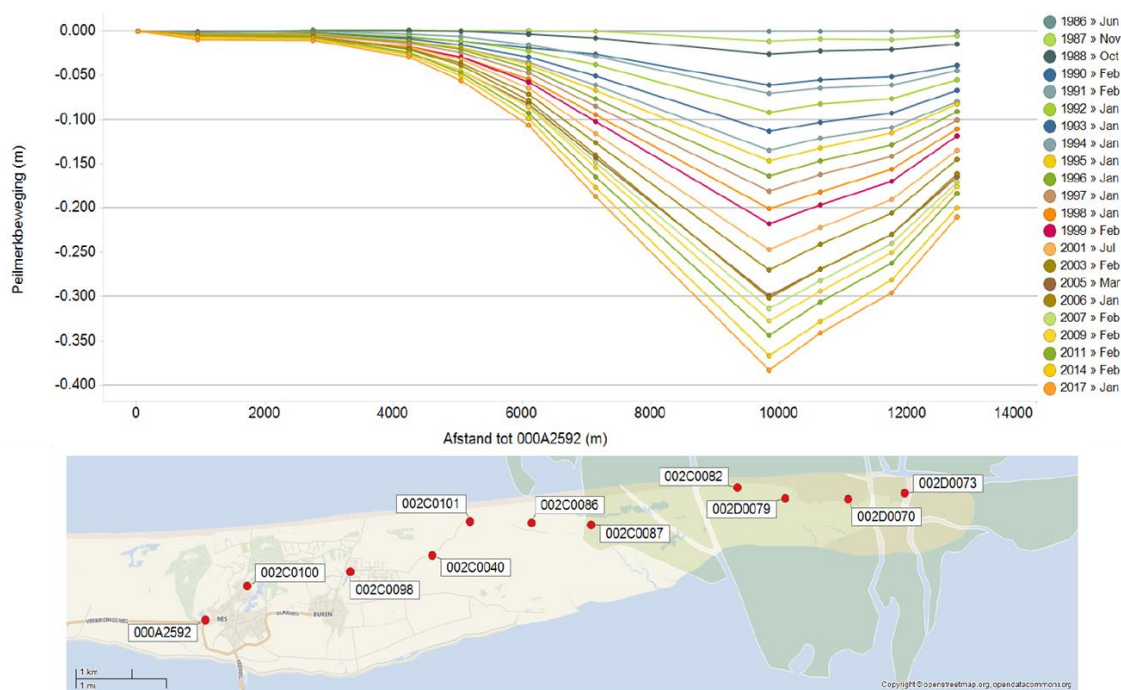 0.000
-0.050
-0.100
-0.150
-0.200
-0.250
-0.300
-0.350
-0.400
Peilmerkbeweging (m)
0 2000 4000 6000 8000 10000 12000 14000
Afstand tot 000A2592 (m)
1986 » Jun
1987 » Nov
1988 » Oct
1990 » Feb
1991 » Feb
1992 » Jan
1993 » Jan
1994 » Jan
1995 » Jan
1996 » Jan
1997 » Jan
1998 » Jan
1999 » Feb
2001 » Jul
2003 » Feb
2005 » Mar
2006 » Jan
2007 » Feb
2009 » Feb
2011 » Feb
2014 » Feb
2017 » Jan
002C0082
002D0073
002C0101
002C0086
002D0079
002D0070
002C0087
002C0040
002C0100
002C0098
000A2592
NES
BUREN
1 km
1 mi
Copyright © openstreetmap.org, opendatacommons.org